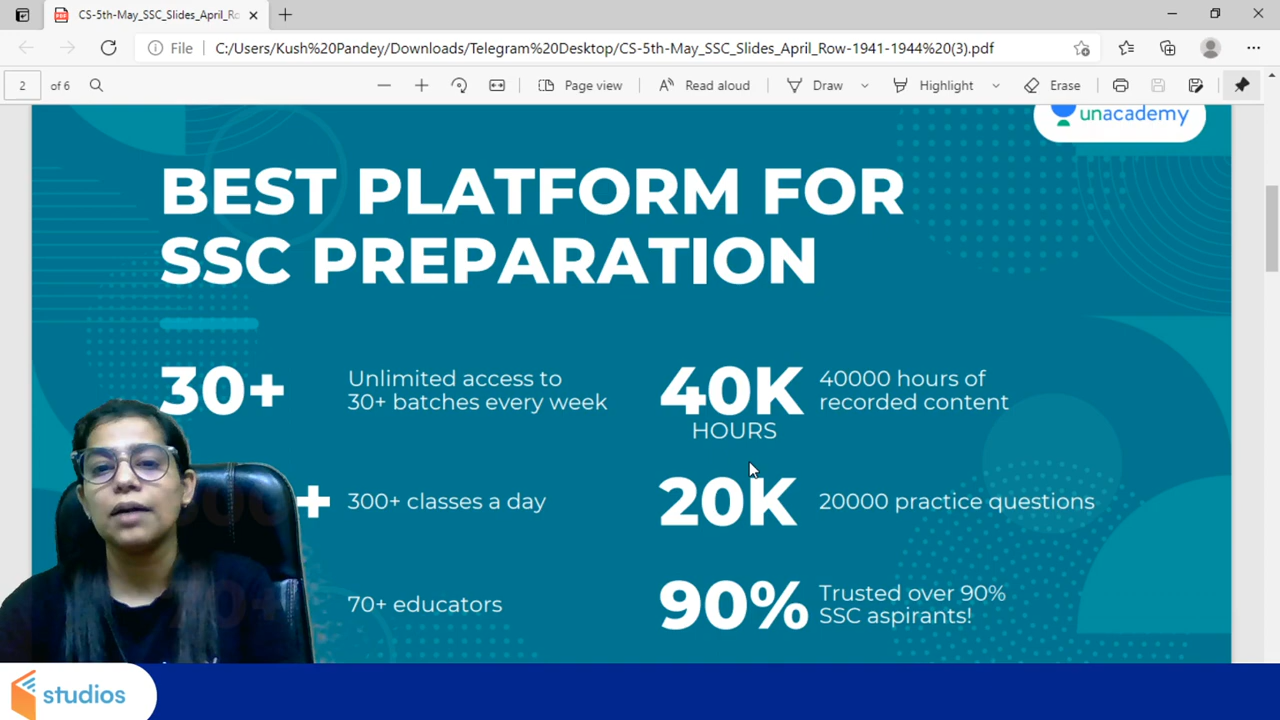 CS-5th-May_SSC_Slides_April_Ro
File C:/Users/Kush%20Pandey/Downloads/Telegram%20Desktop/CS-5th-May_SSC_Slides_April_Row-1941-1944%20(3).pdf
2 of 6 Page view Read aloud Draw Highlight Erase
unacademy
BEST PLATFORM FOR
SSC PREPARATION
30+
Unlimited access to
30+ batches every week
40K
HOURS
40000 hours of
recorded content
300+
300+ classes a day
20K
20000 practice questions
70+
70+ educators
90%
Trusted over 90%
SSC aspirants!
studios